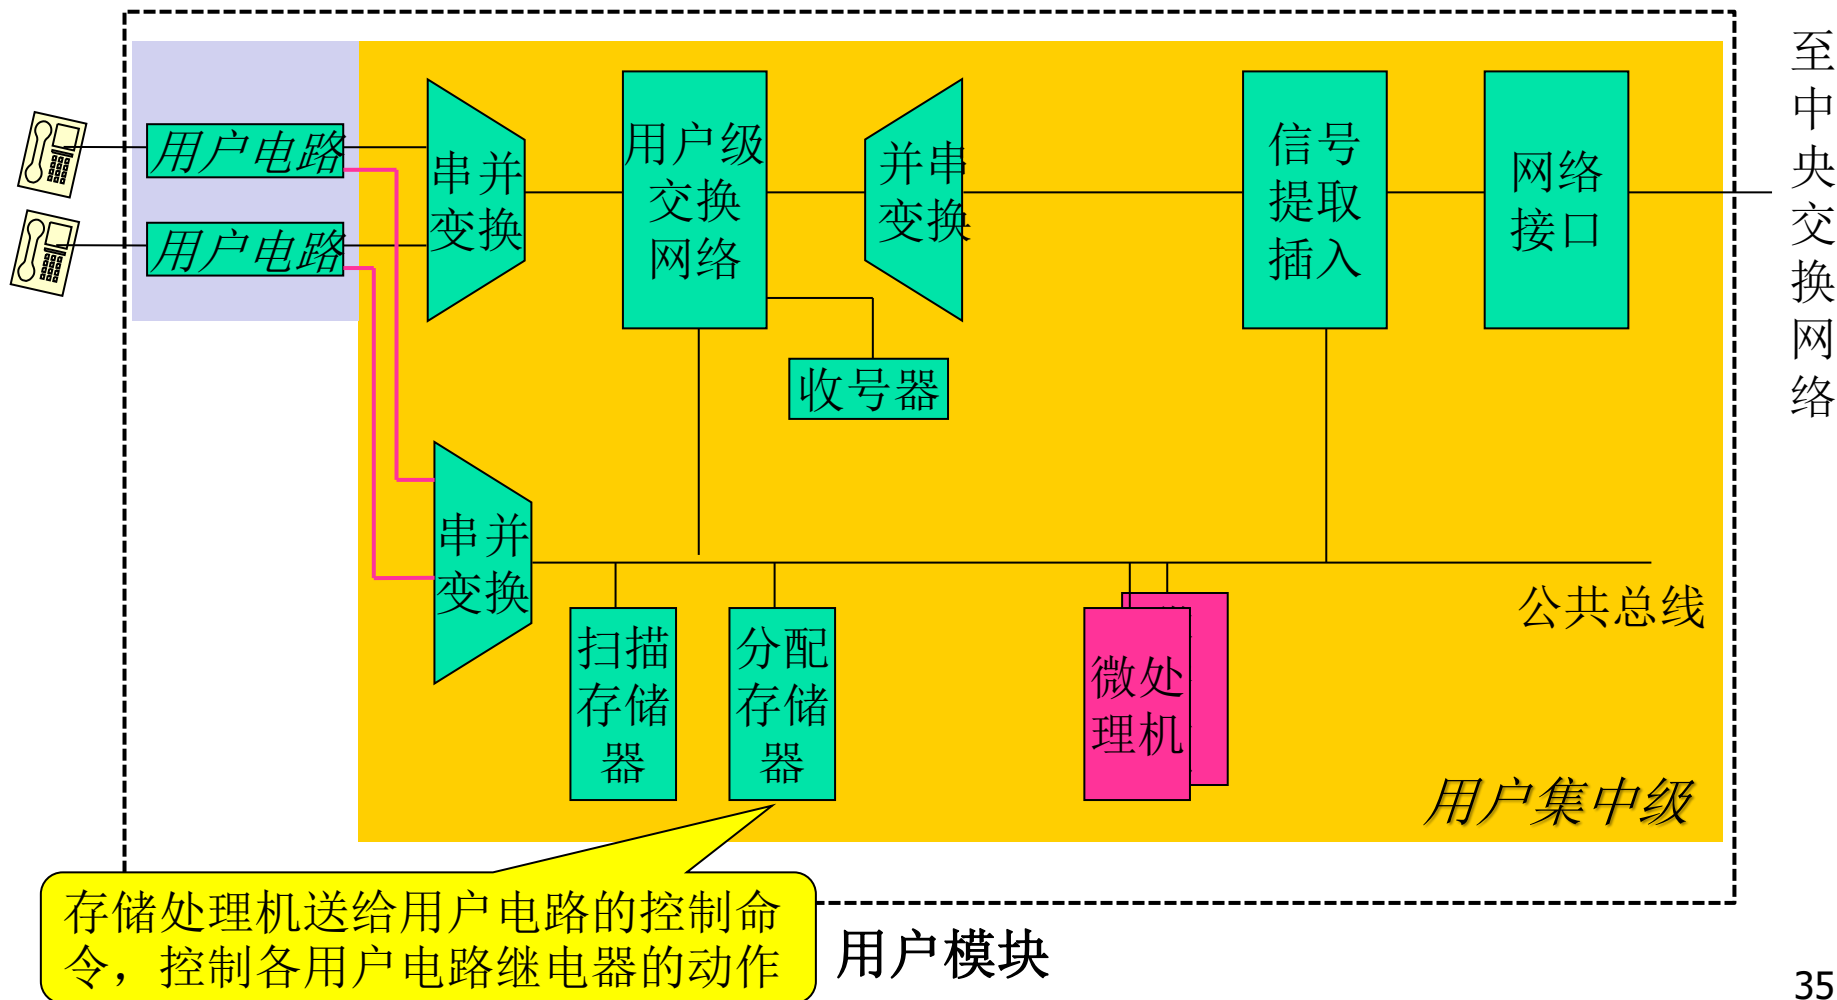 用户电路
用户电路
串并
变换
用户级
交换
网络
并串
变换
信号
提取
插入
网络
接口
至
中
央
交
换
网
络
收号器
串并
变换
公共总线
扫描
存储
器
分配
存储
器
微处
理机
用户集中级
存储处理机送给用户电路的控制命
令，控制各用户电路继电器的动作
用户模块
35